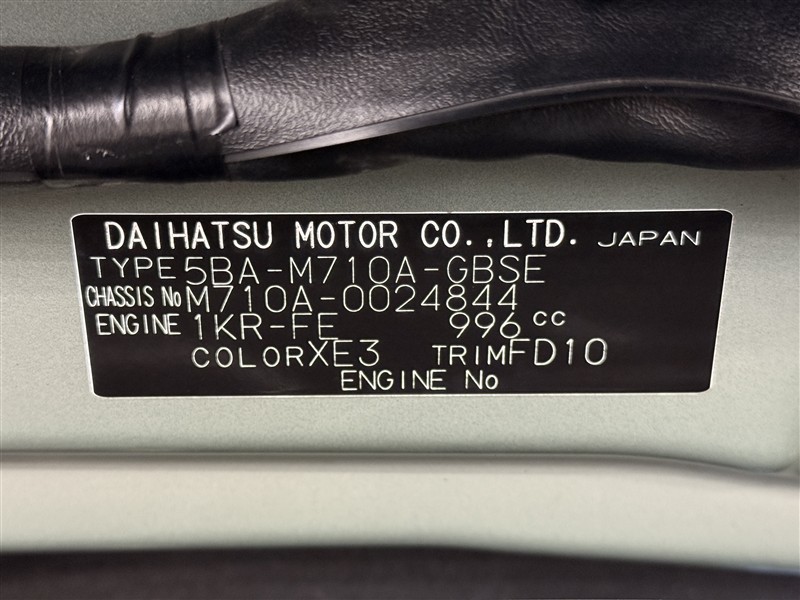 DAIHATSU MOTOR CO.,LTD. JAPAN
TYPE 5BA-M710A-GBSE
CHASSIS No M710A-0024844
ENGINE 1KR-FE 996 cc
COLOR XE3 TRIM FD10
ENGINE No